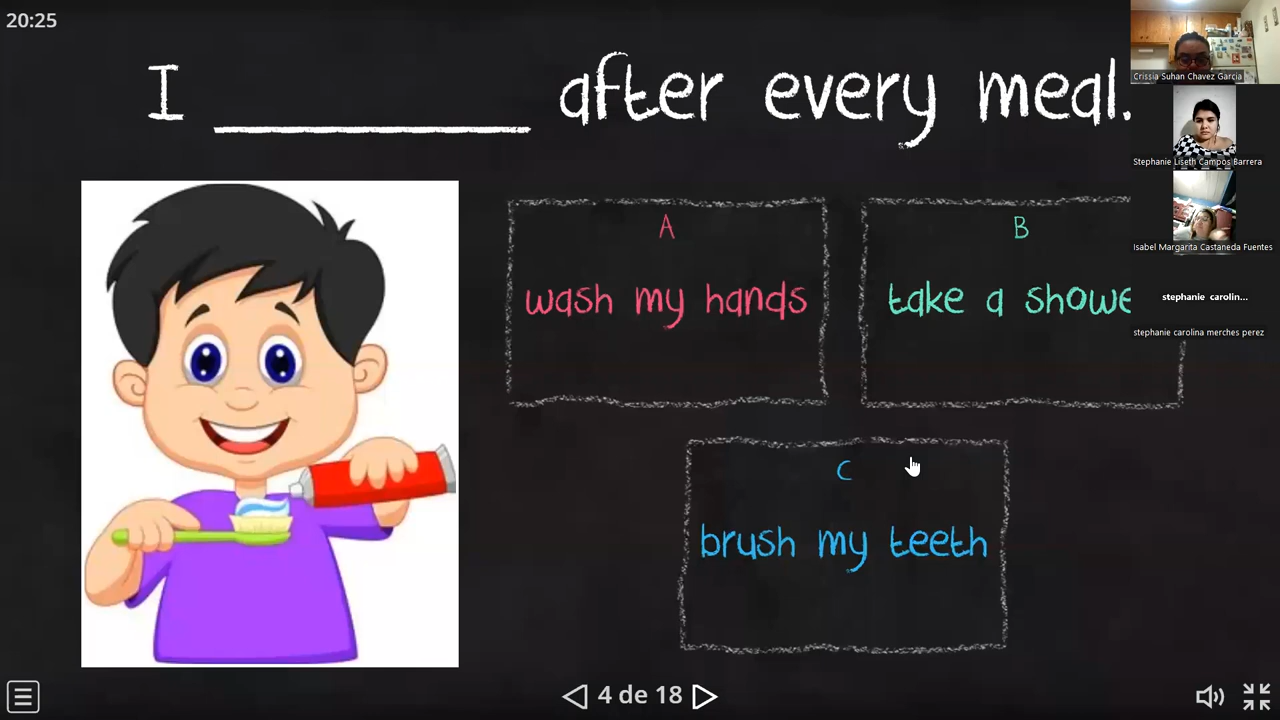 20:25
I __________ after every meal.
A
wash my hands
B
take a showe
C
brush my teeth
4 de 18
Crissia Suhan Chavez Garcia
Stephanie Liseth Campos Barrera
Isabel Margarita Castaneda Fuentes
stephanie carolin...
stephanie carolina merches perez